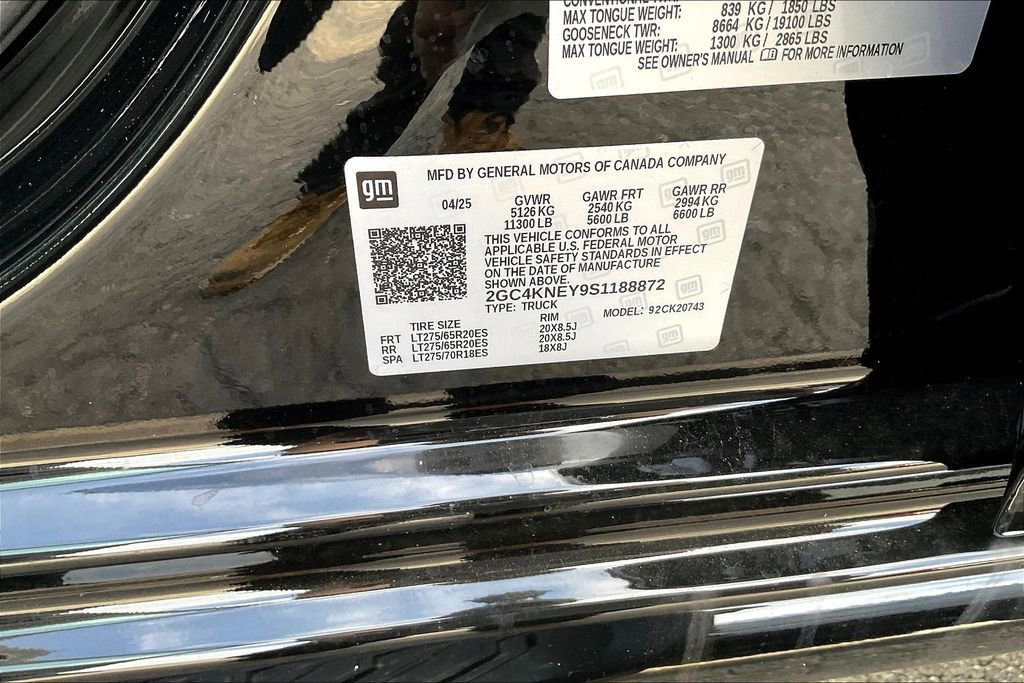 839 KG / 1850 LBS
MAX TONGUE WEIGHT:
GOOSENECK TWR: 8664 KG / 19100 LBS
MAX TONGUE WEIGHT: 1300 KG / 2865 LBS
SEE OWNER'S MANUAL FOR MORE INFORMATION
gm
MFD BY GENERAL MOTORS OF CANADA COMPANY
04/25
GVWR GAWR FRT GAWR RR
5126 KG 2540 KG 2994 KG
11300 LB 5600 LB 6600 LB
THIS VEHICLE CONFORMS TO ALL
APPLICABLE U.S. FEDERAL MOTOR
VEHICLE SAFETY STANDARDS IN EFFECT
ON THE DATE OF MANUFACTURE
SHOWN ABOVE.
2GC4KNEY9S1188872
TYPE: TRUCK MODEL: 92CK20743
TIRE SIZE RIM
FRT LT275/65R20ES 20X8.5J
RR LT275/65R20ES 20X8.5J
SPA LT275/70R18ES 18X8J